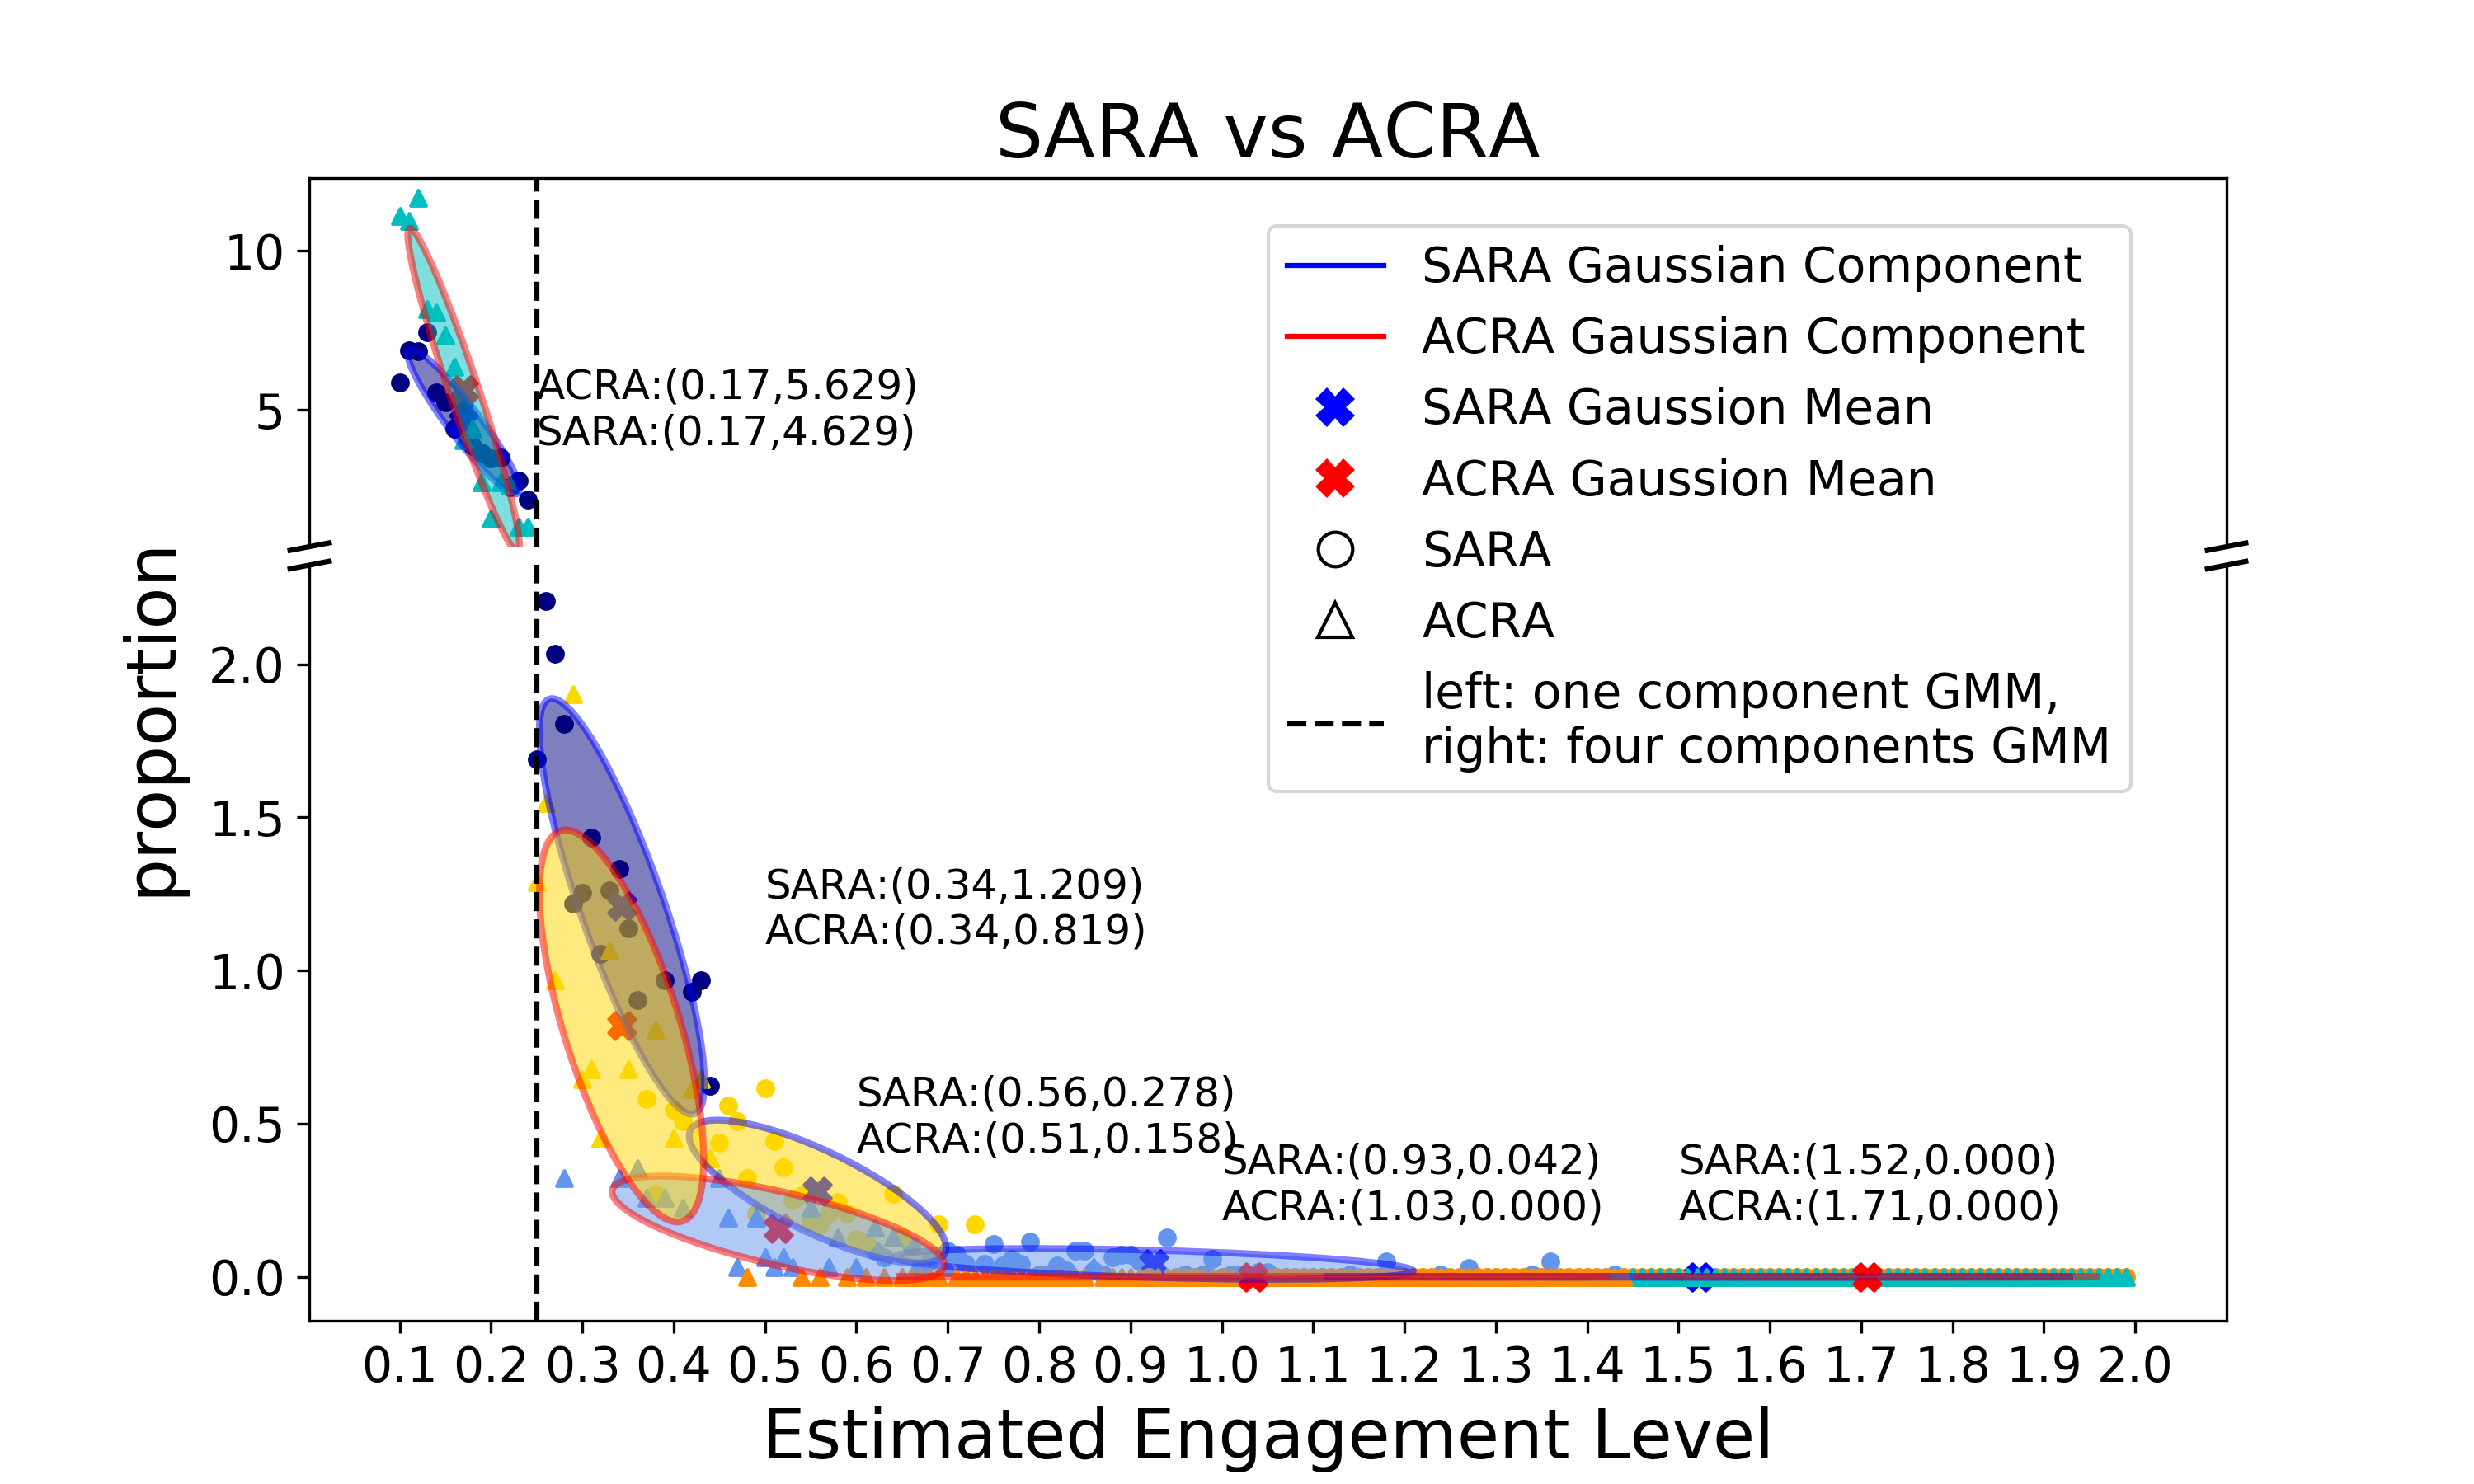 SARA vs ACRA
10
5
2.0
1.5
1.0
0.5
0.0
proportion
SARA Gaussian Component
ACRA Gaussian Component
SARA Gaussion Mean
ACRA Gaussion Mean
SARA
ACRA
left: one component GMM,
right: four components GMM
ACRA:(0.17,5.629)
SARA:(0.17,4.629)
SARA:(0.34,1.209)
ACRA:(0.34,0.819)
SARA:(0.56,0.278)
ACRA:(0.51,0.158)
SARA:(0.93,0.042)
ACRA:(1.03,0.000)
SARA:(1.52,0.000)
ACRA:(1.71,0.000)
0.1 0.2 0.3 0.4 0.5 0.6 0.7 0.8 0.9 1.0 1.1 1.2 1.3 1.4 1.5 1.6 1.7 1.8 1.9 2.0
Estimated Engagement Level